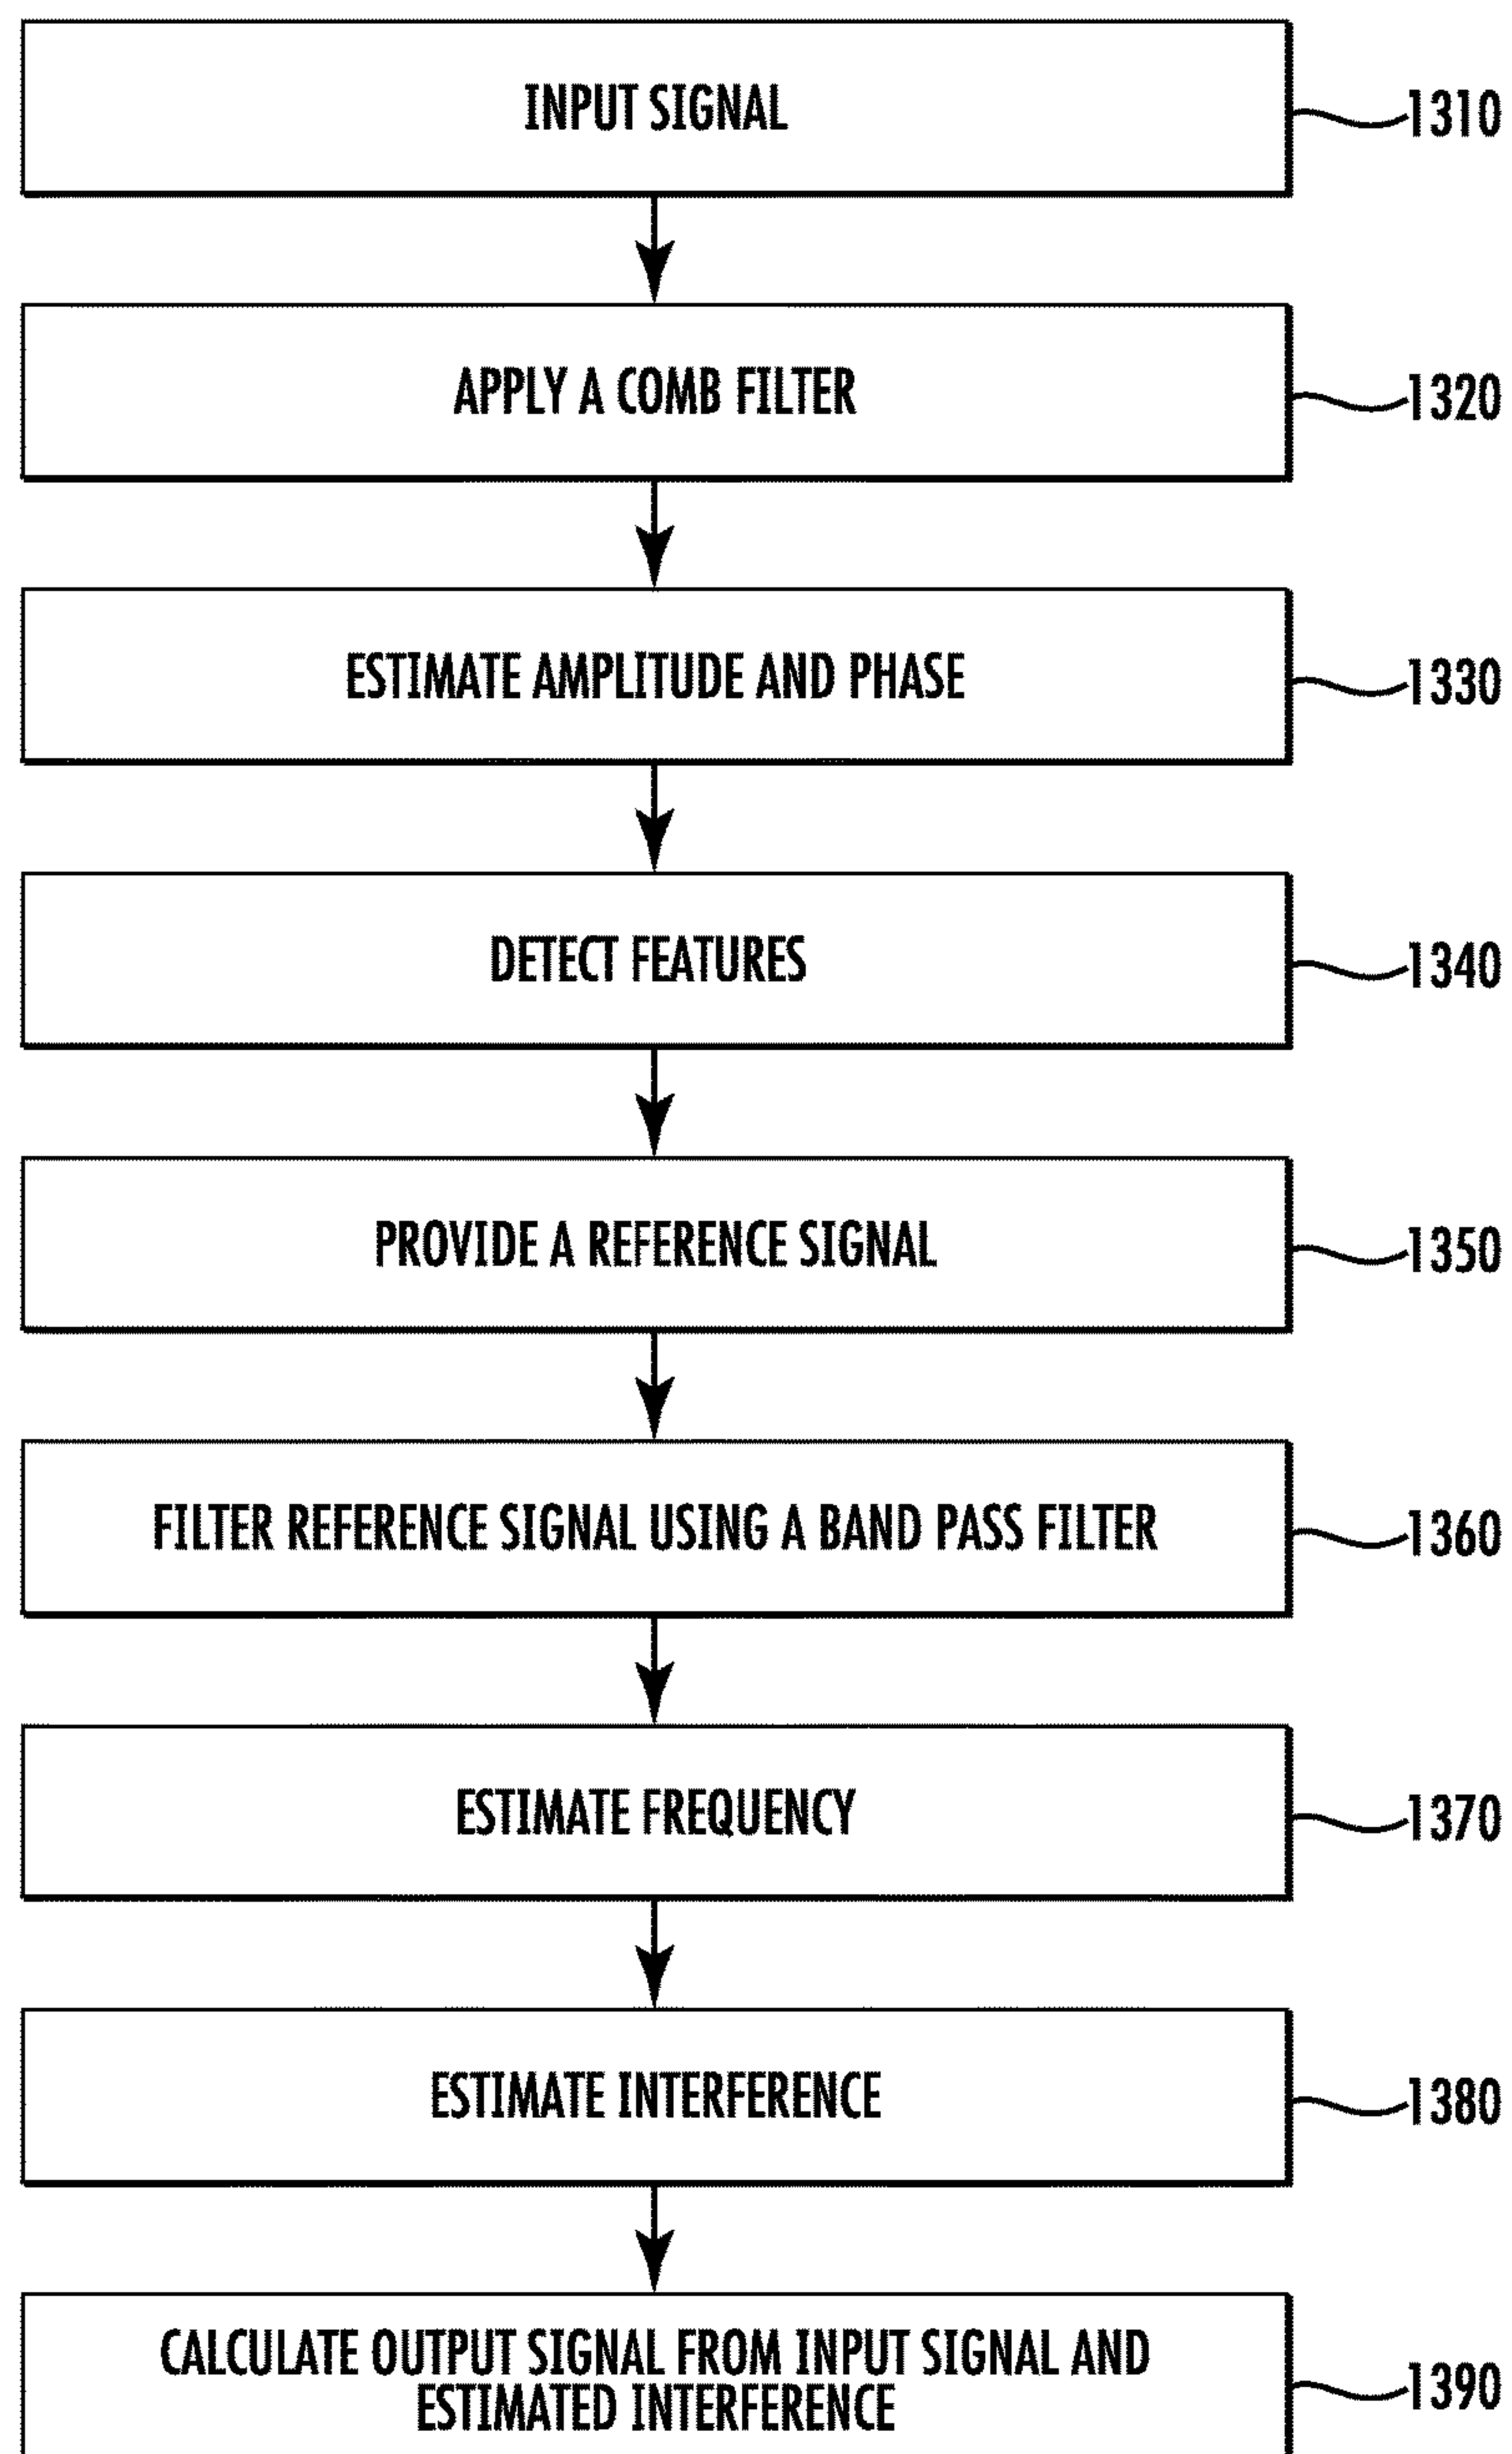 INPUT SIGNAL
1310
APPLY A COMB FILTER
1320
ESTIMATE AMPLITUDE AND PHASE
1330
DETECT FEATURES
1340
PROVIDE A REFERENCE SIGNAL
1350
FILTER REFERENCE SIGNAL USING A BAND PASS FILTER
1360
ESTIMATE FREQUENCY
1370
ESTIMATE INTERFERENCE
1380
CALCULATE OUTPUT SIGNAL FROM INPUT SIGNAL AND
ESTIMATED INTERFERENCE
1390